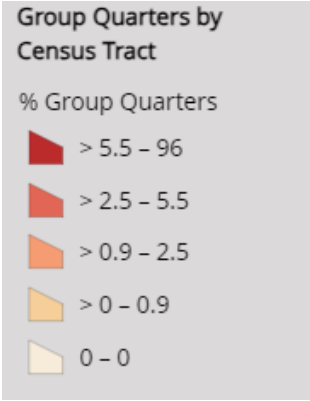 Group Quarters by
Census Tract
% Group Quarters
> 5.5 – 96
> 2.5 – 5.5
> 0.9 – 2.5
> 0 – 0.9
0 – 0